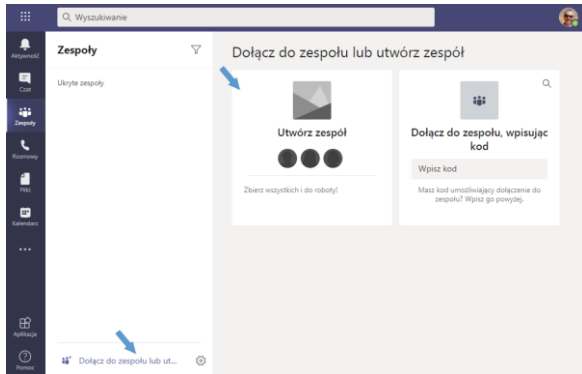 Wyszukiwanie
Aktywność
Czat
Zespoły
Rozmowy
Pliki
Kalendarz
Aplikacje
Pomoc
Zespoły
Ukryte zespoły
Dołącz do zespołu lub ut...
Dołącz do zespołu lub utwórz zespół
Utwórz zespół
Zbierz wszystkich i do roboty!
Dołącz do zespołu, wpisując
kod
Wpisz kod
Masz kod umożliwiający dołączenie do
zespołu? Wpisz go powyżej.